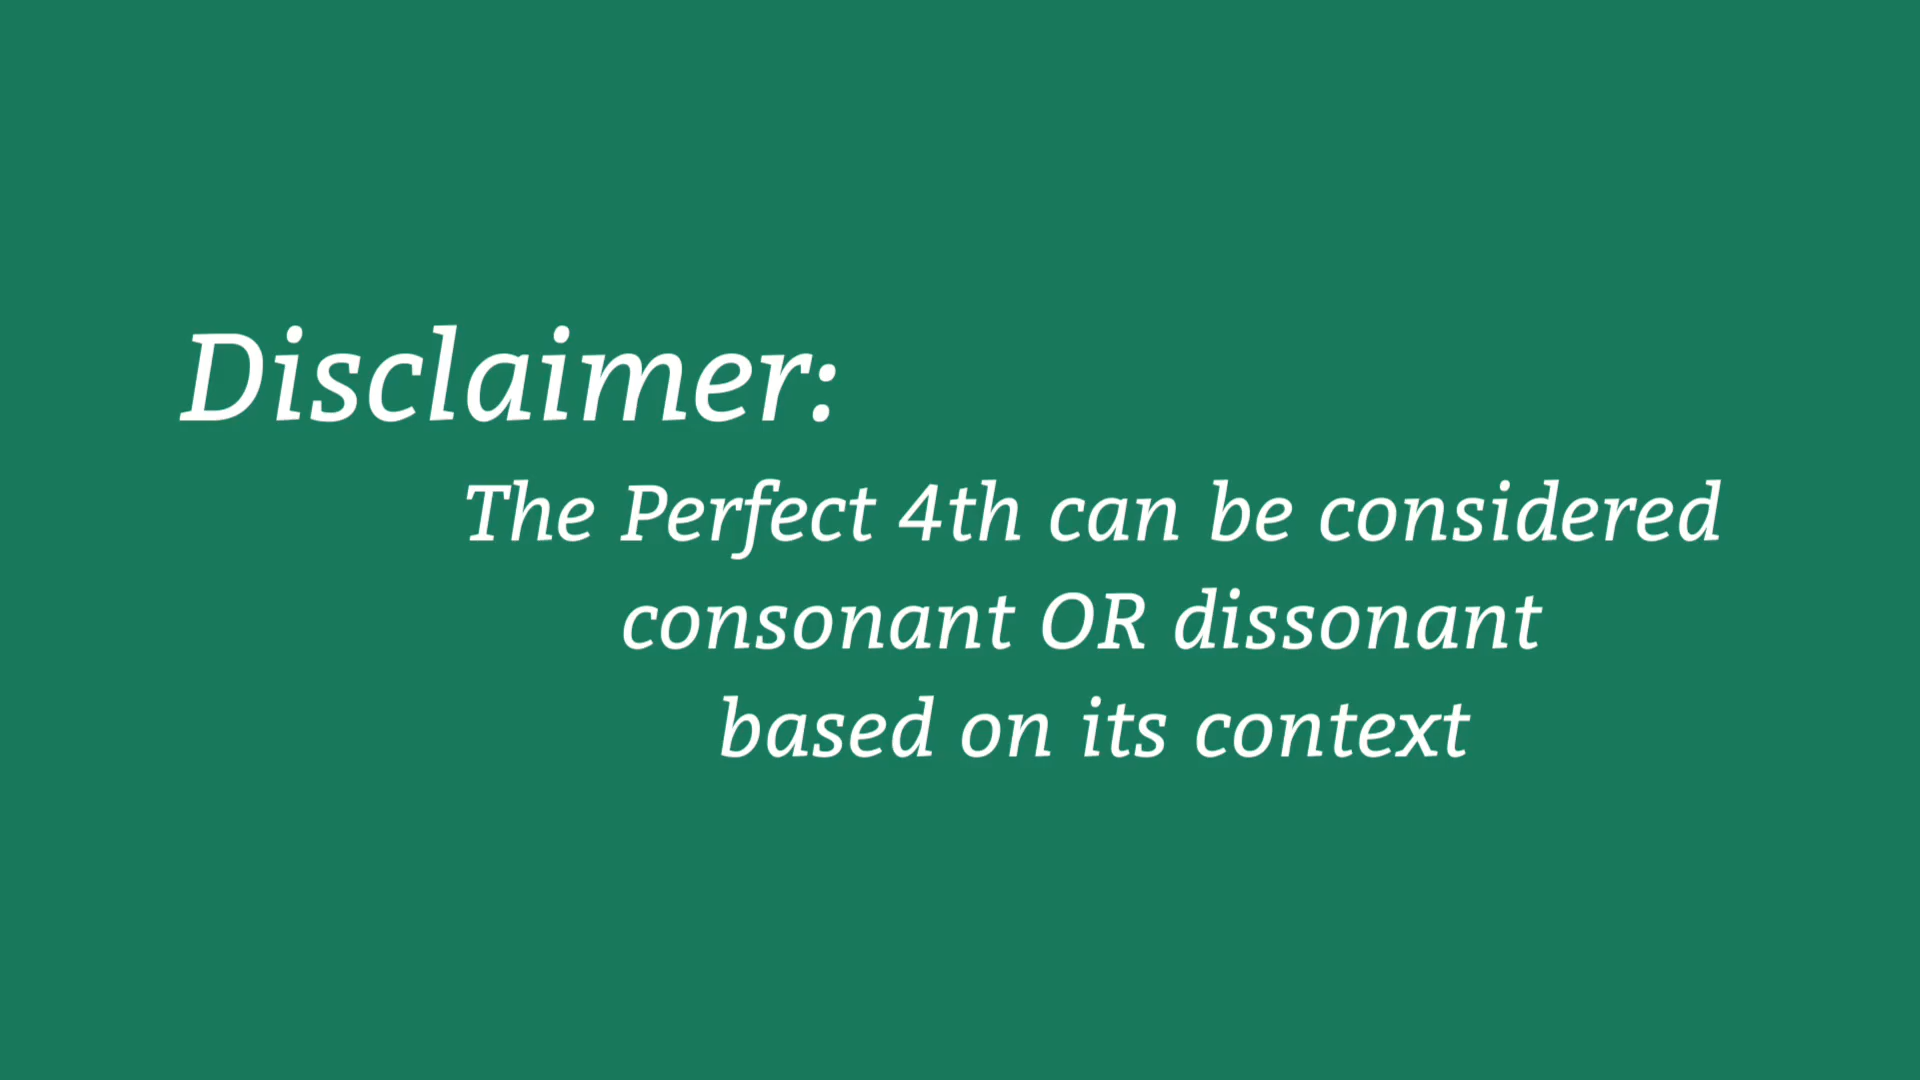 Disclaimer:
The Perfect 4th can be considered
consonant OR dissonant
based on its context